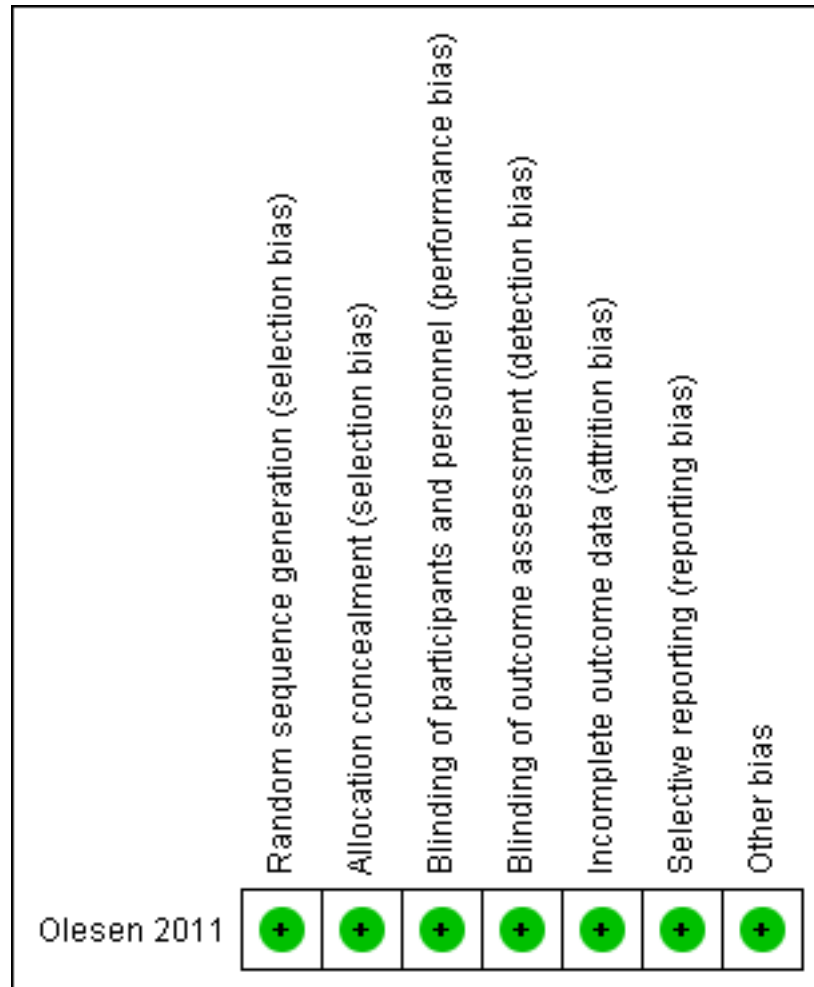 Random sequence generation (selection bias)
Allocation concealment (selection bias)
Blinding of participants and personnel (performance bias)
Blinding of outcome assessment (detection bias)
Incomplete outcome data (attrition bias)
Selective reporting (reporting bias)
Other bias
Olesen 2011 + + + + + + +